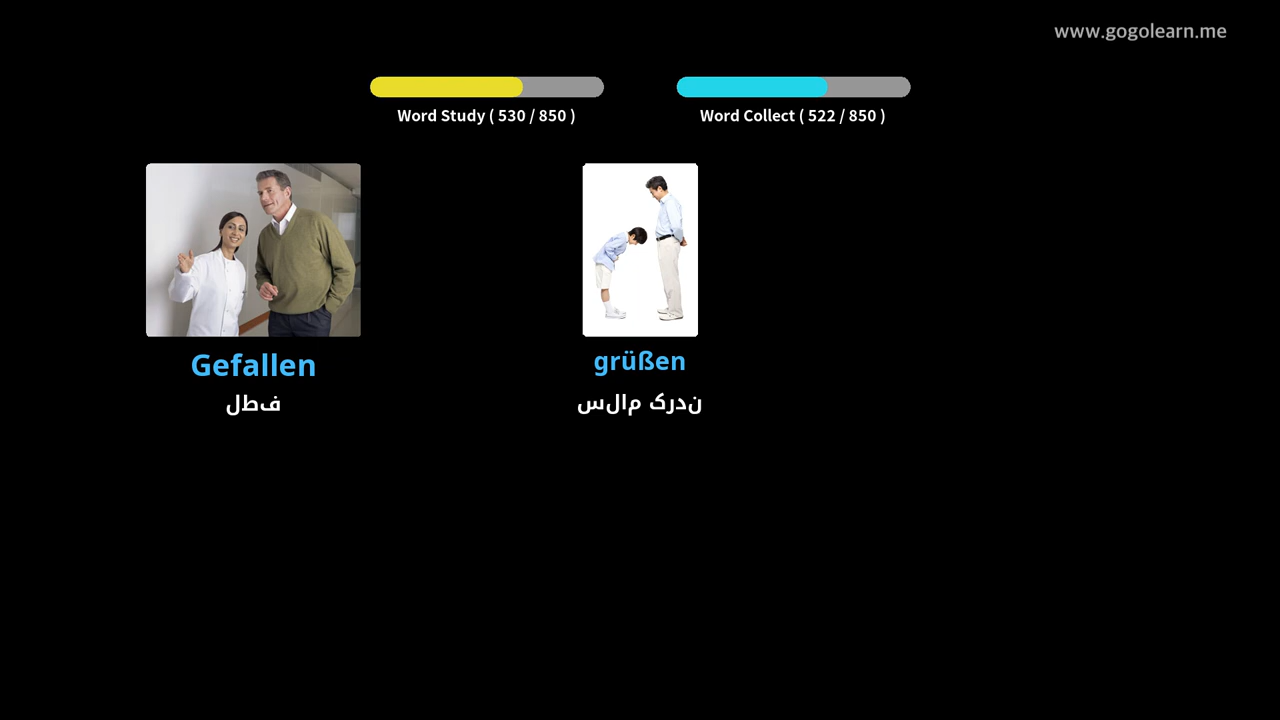 www.gogolearn.me
Word Study ( 530 / 850 )
Word Collect ( 522 / 850 )
Gefallen
فطل
grüßen
ندرک مالس